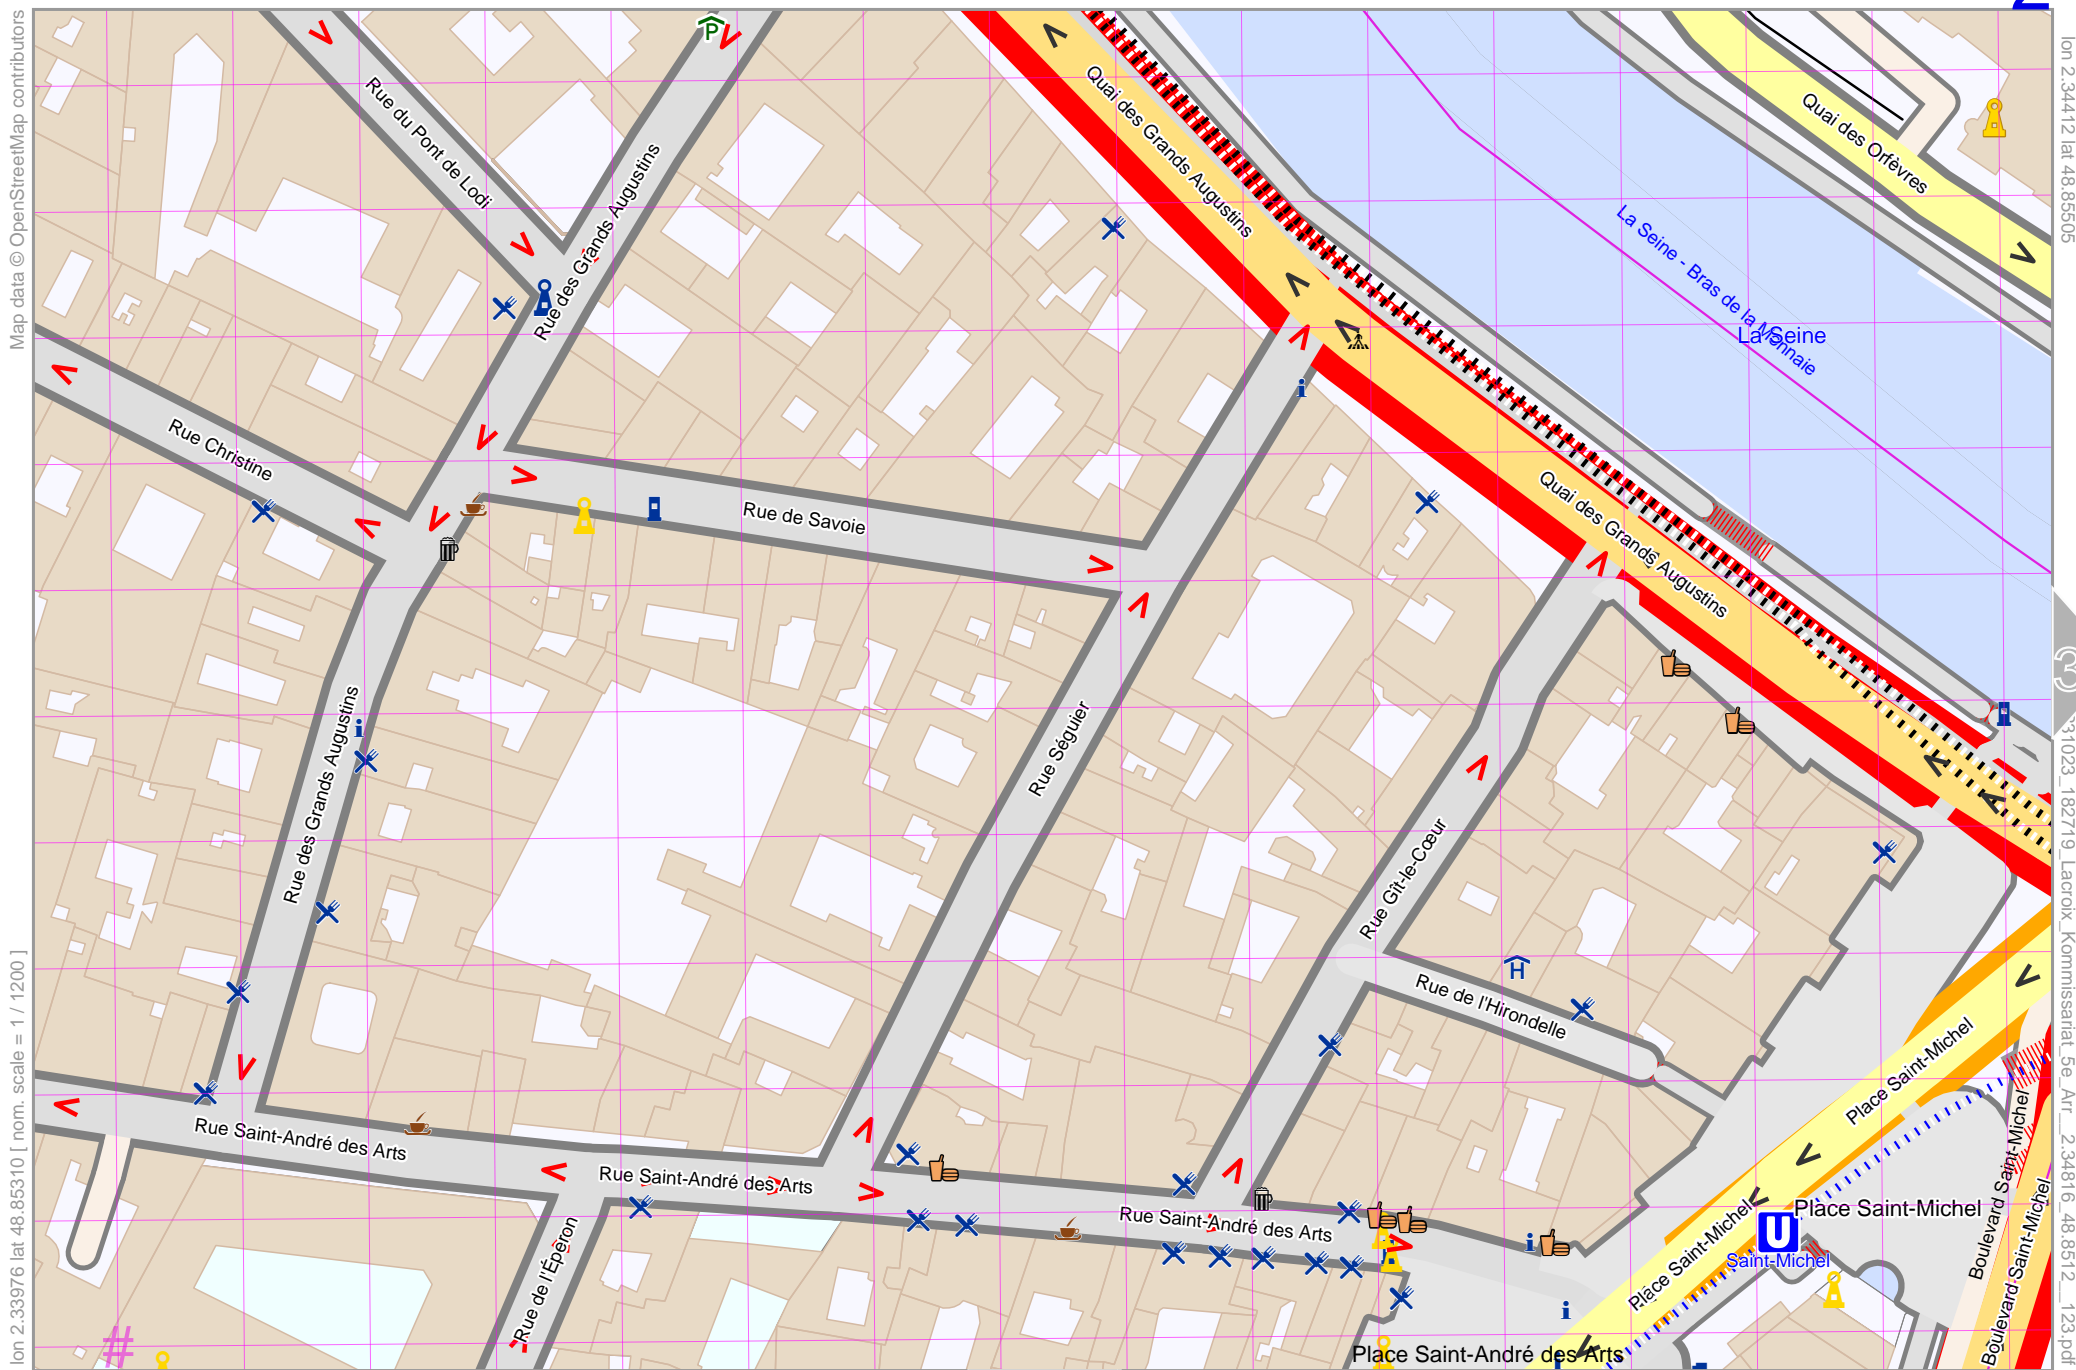 Map data © OpenStreetMap contributors
lon 2.33976 lat 48.85310 [ nom. scale = 1 / 1200 ]
lon 2.34412 lat 48.85505
31023_182719_Lacroix_Kommissariat_5e_Arr__2.34816_48.8512__123.pdf
3
P
Rue du Pont de Lodi
Rue des Grands Augustins
Quai des Grands Augustins
Quai des Orfèvres
La Seine - Bras de la Monnaie
La Seine
Rue Christine
Rue de Savoie
Quai des Grands Augustins
Rue des Grands Augustins
Rue Séguier
Rue Gît-le-Cœur
H
Rue de l'Hirondelle
Place Saint-Michel
Boulevard Saint-Michel
Rue Saint-André des Arts
Rue Saint-André des Arts
Rue Saint-André des Arts
Place Saint-Michel
Place Saint-Michel
U
Saint-Michel
Boulevard Saint-Michel
Rue de l'Éperon
Place Saint-André des Arts
#